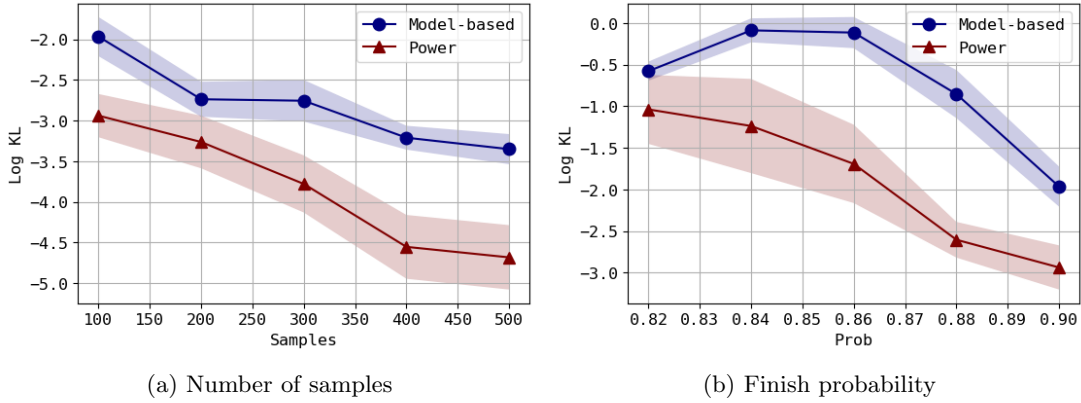 Model-based
Power
Log KL
−2.0
−2.5
−3.0
−3.5
−4.0
−4.5
−5.0
100 150 200 250 300 350 400 450 500
Samples
(a) Number of samples
Model-based
Power
Log KL
0.0
−0.5
−1.0
−1.5
−2.0
−2.5
−3.0
0.82 0.83 0.84 0.85 0.86 0.87 0.88 0.89 0.90
Prob
(b) Finish probability